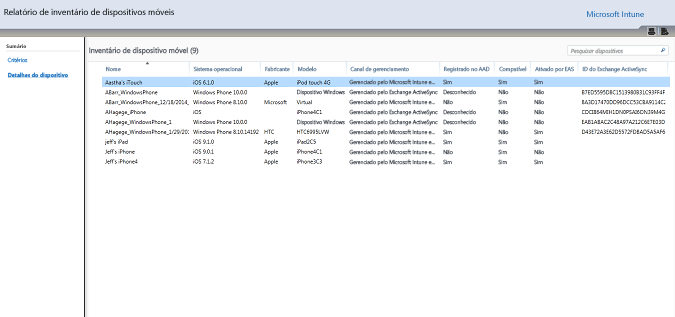 Relatório de inventário de dispositivos móveis
Microsoft Intune
Sumário
Critérios
Detalhes do dispositivo
Inventário de dispositivo móvel (9)
Pesquisar dispositivos
Nome Sistema operacional Fabricante Modelo Canal de gerenciamento Registrado no AAD Compatível Ativado por EAS ID do Exchange ActiveSync
Aastha's iTouch iOS 6.1.0 Apple iPod touch 4G Gerenciado pelo Microsoft Intune e... Sim Sim Sim
ABarr_WindowsPhone Windows Phone 10.0.0 Dispositivo Windows Gerenciado pelo Exchange ActiveSync Desconhecido Não Não B7ED5595DBC1513980B31C93FF4F
ABarr_WindowsPhone_12/18/2014_ Windows Phone 8.10.0 Microsoft Virtual Gerenciado pelo Microsoft Intune e... Não Sim Sim 8A3D17470DD96DCC53C8A9114C2
AHagege_iPhone iOS iPhone4C1 Gerenciado pelo Exchange ActiveSync Desconhecido Não Não
AHagege_WindowsPhone_1 Windows Phone 10.0.0 Dispositivo Windows Gerenciado pelo Exchange ActiveSync Desconhecido Não Não
AHagege_WindowsPhone_1/29/20: Windows Phone 8.10.14192 HTC HTC6995LVW Gerenciado pelo Microsoft Intune e... Sim Sim Sim D43E72A3E62D5572FDBAD5A5AF6
jeff's iPad iOS 9.1.0 Apple iPad2C5 Gerenciado pelo Microsoft Intune e... Sim Sim Não
Jeff's iPhone iOS 9.0.1 Apple iPhone4C1 Gerenciado pelo Microsoft Intune e... Não Sim Não
Jeff's iPhone4 iOS 7.1.2 Apple iPhone3C3 Gerenciado pelo Microsoft Intune e... Sim Sim Sim